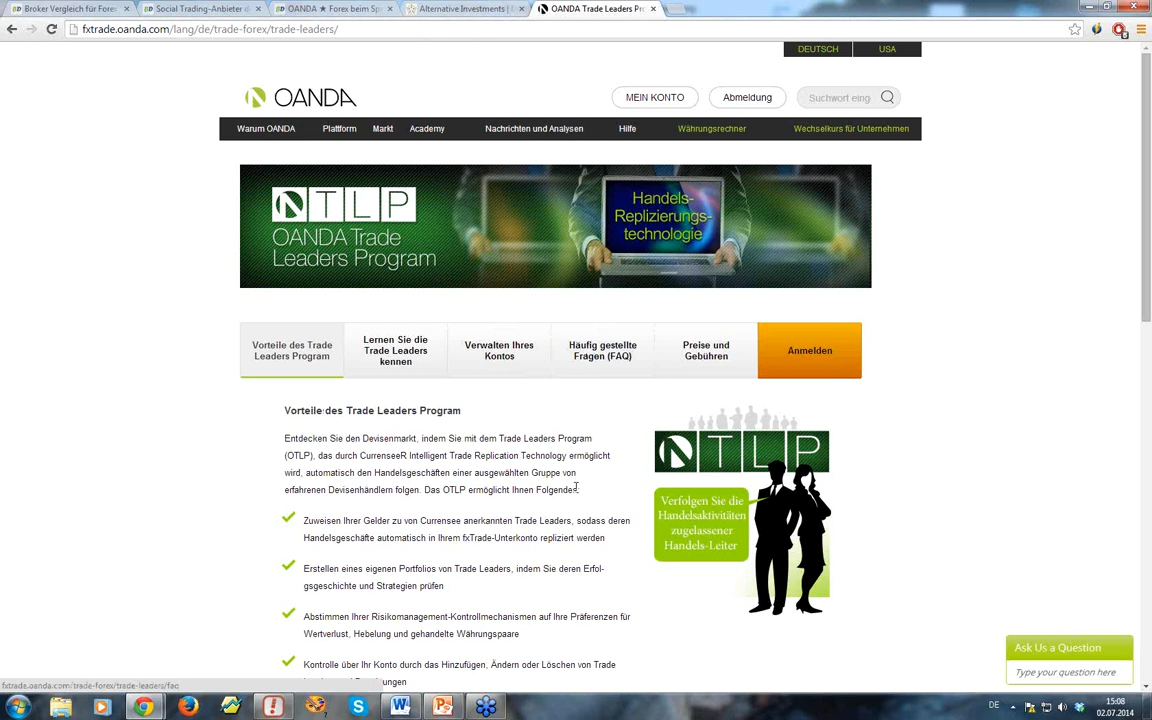 Broker Vergleich für Fore
Social Trading-Anbieter d
OANDA ★ Forex beim Sp
Alternative Investments |
OANDA Trade Leaders Pr
fxtrade.oanda.com/lang/de/trade-forex/trade-leaders/
DEUTSCH
USA
OANDA
MEIN KONTO
Abmeldung
Suchwort eing
Warum OANDA
Plattform
Markt
Academy
Nachrichten und Analysen
Hilfe
Währungsrechner
Wechselkurs für Unternehmen
TLP
OANDA Trade
Leaders Program
Handels-
Replizierungs-
technologie
Vorteile des Trade
Leaders Program
Lernen Sie die
Trade Leaders
kennen
Verwalten Ihres
Kontos
Häufig gestellte
Fragen (FAQ)
Preise und
Gebühren
Anmelden
Vorteile des Trade Leaders Program
Entdecken Sie den Devisenmarkt, indem Sie mit dem Trade Leaders Program
(OTLP), das durch CurrenseeR Intelligent Trade Replication Technology ermöglicht
wird, automatisch den Handelsgeschäften einer ausgewählten Gruppe von
erfahrenen Devisenhändlern folgen. Das OTLP ermöglicht Ihnen Folgendes:
Zuweisen Ihrer Gelder zu von Currensee anerkannten Trade Leaders, sodass deren
Handelsgeschäfte automatisch in Ihrem fxTrade-Unterkonto repliziert werden
Erstellen eines eigenen Portfolios von Trade Leaders, indem Sie deren Erfol-
gsgeschichte und Strategien prüfen
Abstimmen Ihrer Risikomanagement-Kontrollmechanismen auf Ihre Präferenzen für
Wertverlust, Hebelung und gehandelte Währungspaare
Kontrolle über Ihr Konto durch das Hinzufügen, Ändern oder Löschen von Trade
TLP
Verfolgen Sie die
Handelsaktivitäten
zugelassener
Handels-Leiter
Ask Us a Question
Type your question here
fxtrade.oanda.com/trade-forex/trade-leaders/faq
DE
15:08
02.07.2014